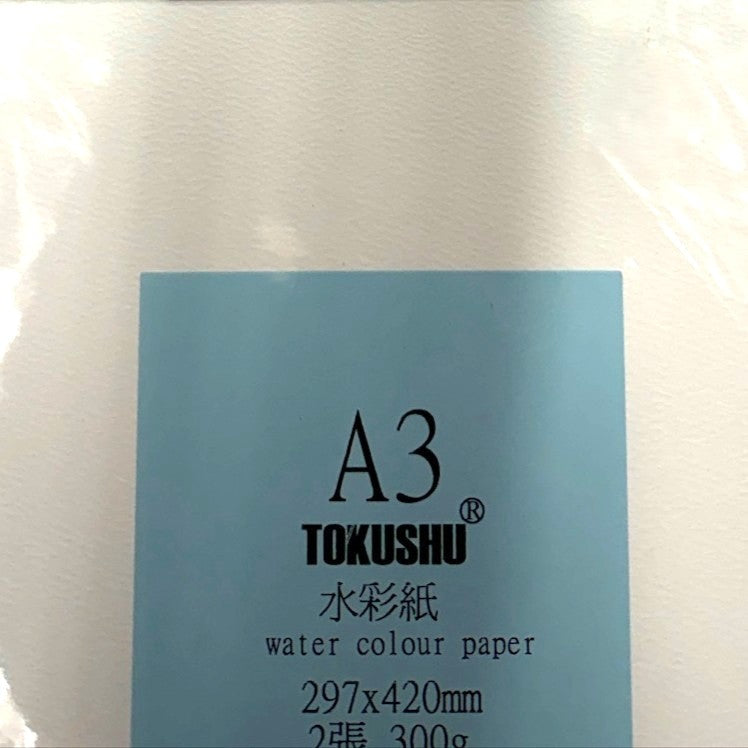 A3
TOKUSHU®
水彩紙
water colour paper
297x420mm
2張 300g